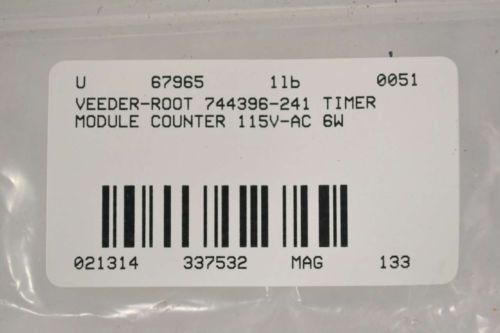 U 67965 1lb 0051
VEEDER-ROOT 744396-241 TIMER
MODULE COUNTER 115V-AC 6W
021314 337532 MAG 133